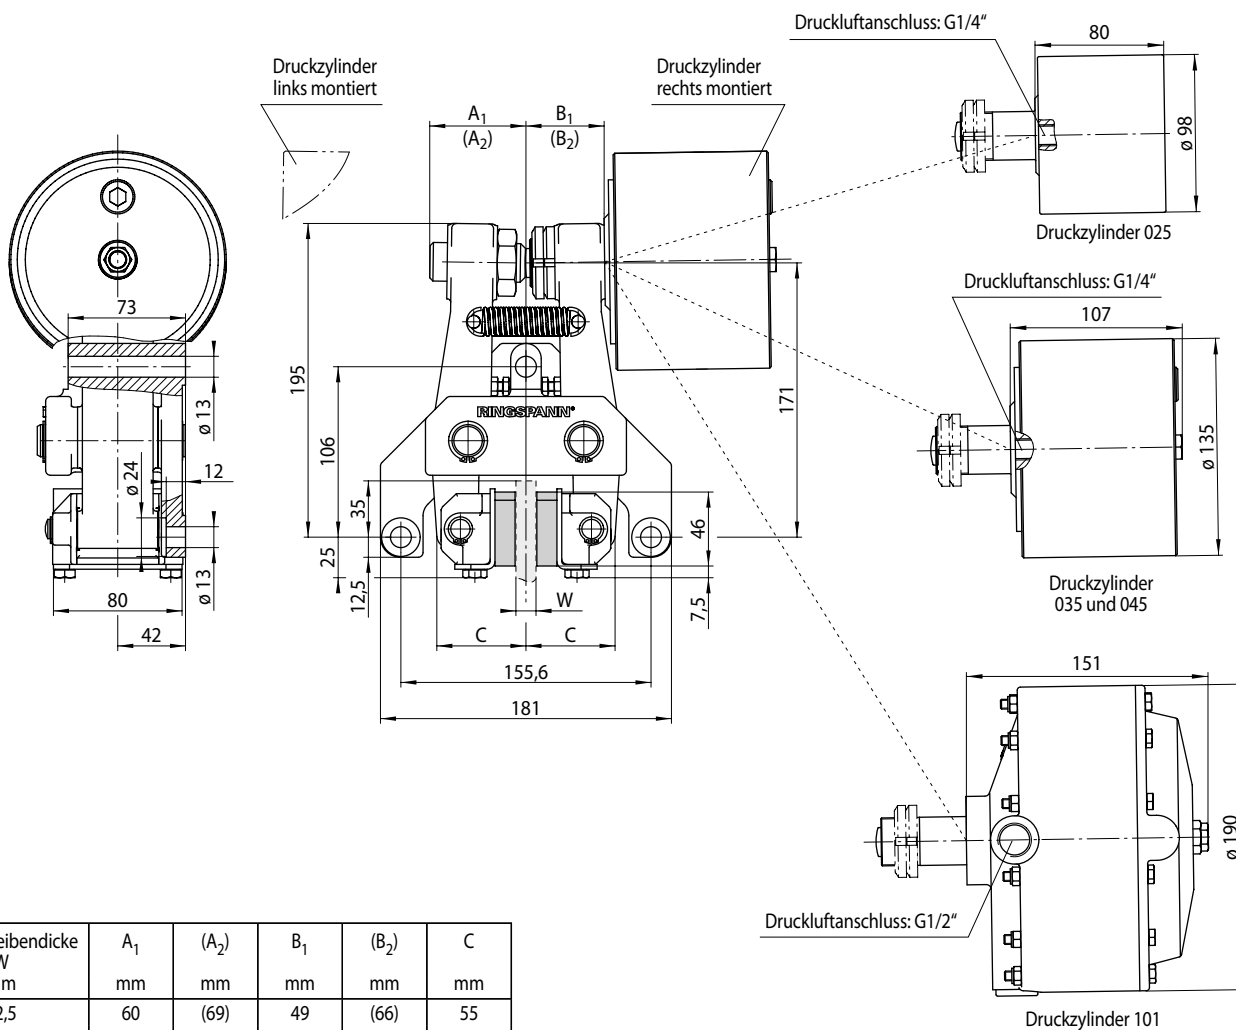 Druckluftanschluss: G1/4“
80
Druckzylinder
links montiert
Druckzylinder
rechts montiert
A1
(A2)
B1
(B2)
ø 98
Druckzylinder 025
73
ø 13
ø 24
12
ø 13
80
42
195
106
35
25
12,5
RINGSPANN®
171
46
7,5
W
C
C
155,6
181
Druckluftanschluss: G1/4“
107
ø 135
Druckzylinder
035 und 045
151
ø 190
Druckluftanschluss: G1/2“
Druckzylinder 101
eibendicke A1 (A2) B1 (B2) C
W
m mm mm mm mm mm
2,5 60 (69) 49 (66) 55